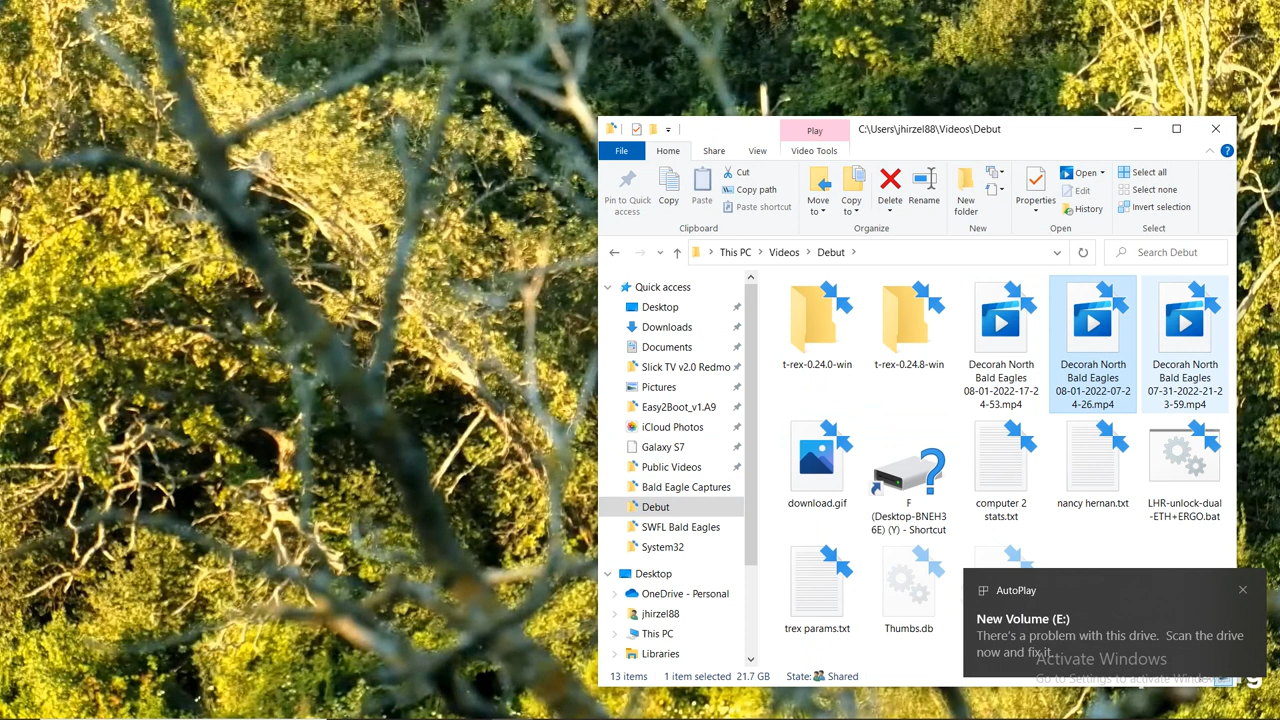 Play
C:\Users\jhirzel88\Videos\Debut
File
Home
Share
View
Video Tools
Pin to Quick
access
Copy
Paste
Cut
Copy path
Paste shortcut
Clipboard
Move
to
Copy
to
Delete
Rename
Organize
New
folder
New
Properties
Open
Edit
History
Open
Select all
Select none
Invert selection
Select
This PC
Videos
Debut
Search Debut
Quick access
Desktop
Downloads
Documents
Slick TV v2.0 Redmo
Pictures
Easy2Boot_v1.A9
iCloud Photos
Galaxy S7
Public Videos
Bald Eagle Captures
Debut
SWFL Bald Eagles
System32
Desktop
OneDrive - Personal
jhirzel88
This PC
Libraries
t-rex-0.24.0-win
t-rex-0.24.8-win
Decorah North
Bald Eagles
08-01-2022-17-2
4-53.mp4
Decorah North
Bald Eagles
08-01-2022-07-2
4-26.mp4
Decorah North
Bald Eagles
07-31-2022-21-2
3-59.mp4
download.gif
F
(Desktop-BNEH3
6E) (Y) - Shortcut
computer 2
stats.txt
nancy hernan.txt
LHR-unlock-dual
-ETH+ERGO.bat
trex params.txt
Thumbs.db
13 items
1 item selected 21.7 GB
State: Shared
AutoPlay
New Volume (E:)
There's a problem with this drive. Scan the drive
now and fix it.
Activate Windows
Go to Settings to activate Windows.